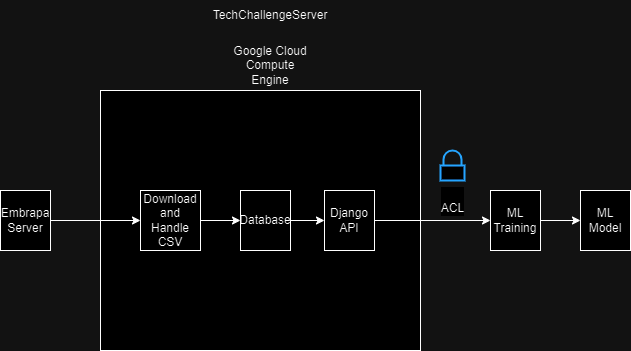 TechChallengeServer
Google Cloud
Compute
Engine
Embrapa
Server
Download
and
Handle
CSV
Database
Django
API
ACL
ML
Training
ML
Model